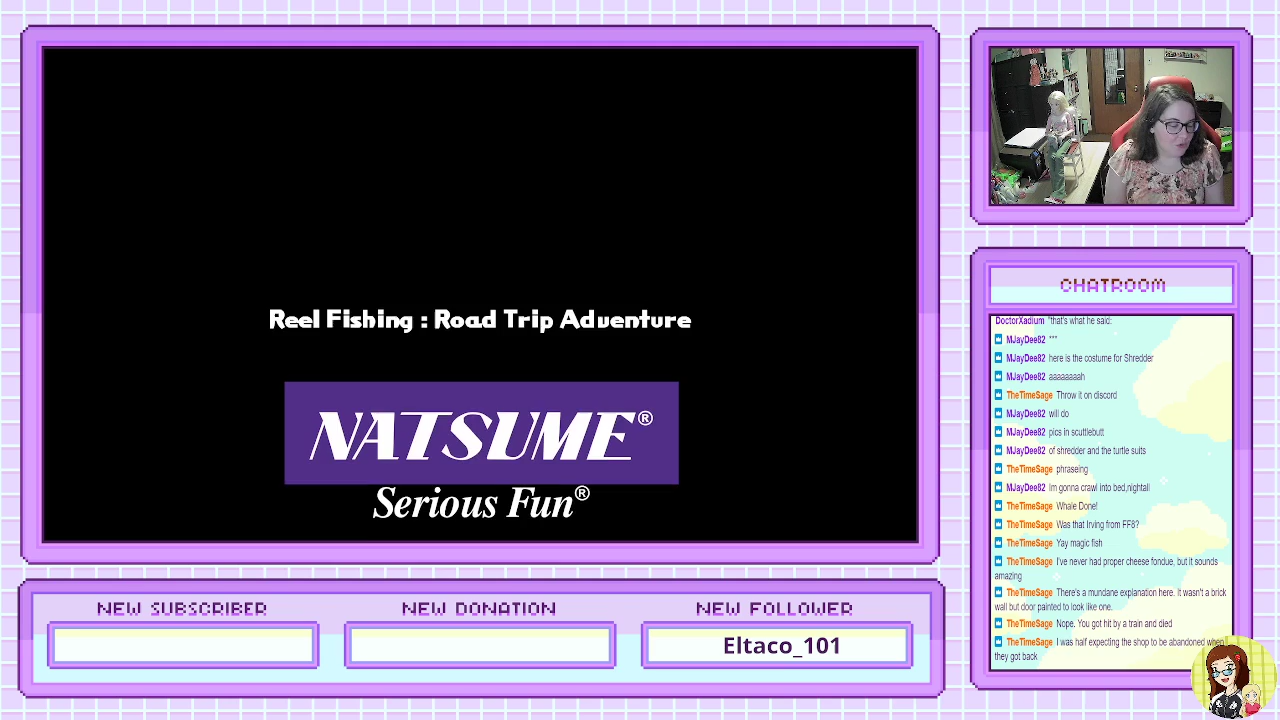 Reel Fishing : Road Trip Adventure
NATSUME®
Serious Fun®
CHATROOM
DoctorXadium "that's what he said:
MJayDee82 """
MJayDee82 here is the costume for Shredder
MJayDee82 aaaaaaaah
TheTimeSage Throw it on discord
MJayDee82 will do
MJayDee82 pics in scuttlebutt
MJayDee82 of shredder and the turtle suits
TheTimeSage phraseing
MJayDee82 Im gonna crawl into bed,nightall
TheTimeSage Whale Done!
TheTimeSage Was that Irving from FF6?
TheTimeSage Yay magic fish
TheTimeSage I've never had proper cheese fondue, but it sounds
amazing
TheTimeSage There's a mundane explanation here. It wasn't a brick
wall but door painted to look like one.
TheTimeSage Nope. You got hit by a train and died
TheTimeSage I was half expecting the shop to be abandoned when
they got back
NEW SUBSCRIBER
NEW DONATION
NEW FOLLOWER
Eltaco_101